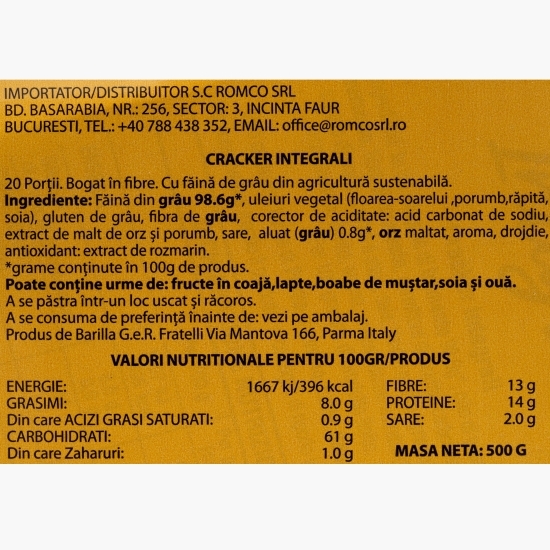 IMPORTATOR/DISTRIBUITOR S.C ROMCO SRL
BD. BASARABIA, NR.: 256, SECTOR: 3, INCINTA FAUR
BUCURESTI, TEL.: +40 788 438 352, EMAIL: office@romcosrl.ro
CRACKER INTEGRALI
20 Porții. Bogat în fibre. Cu făină de grâu din agricultură sustenabilă.
Ingrediente: Făină din grâu 98.6g*, uleiuri vegetal (floarea-soarelui ,porumb,răpită,
soia), gluten de grâu, fibra de grâu, corector de aciditate: acid carbonat de sodiu,
extract de malt de orz și porumb, sare, aluat (grâu) 0.8g*, orz maltat, aroma, drojdie,
antioxidant: extract de rozmarin.
*grame conținute în 100g de produs.
Poate conține urme de: fructe în coajă,lapte,boabe de muștar,soia și ouă.
A se păstra într-un loc uscat și răcoros.
A se consuma de preferință înainte de: vezi pe ambalaj.
Produs de Barilla G.e.R. Fratelli Via Mantova 166, Parma Italy
VALORI NUTRITIONALE PENTRU 100GR/PRODUS
ENERGIE: 1667 kj/396 kcal
GRASIMI: 8.0 g
Din care ACIZI GRASI SATURATI: 0.9 g
CARBOHIDRATI: 61 g
Din care Zaharuri: 1.0 g
FIBRE: 13 g
PROTEINE: 14 g
SARE: 2.0 g
MASA NETA: 500 G